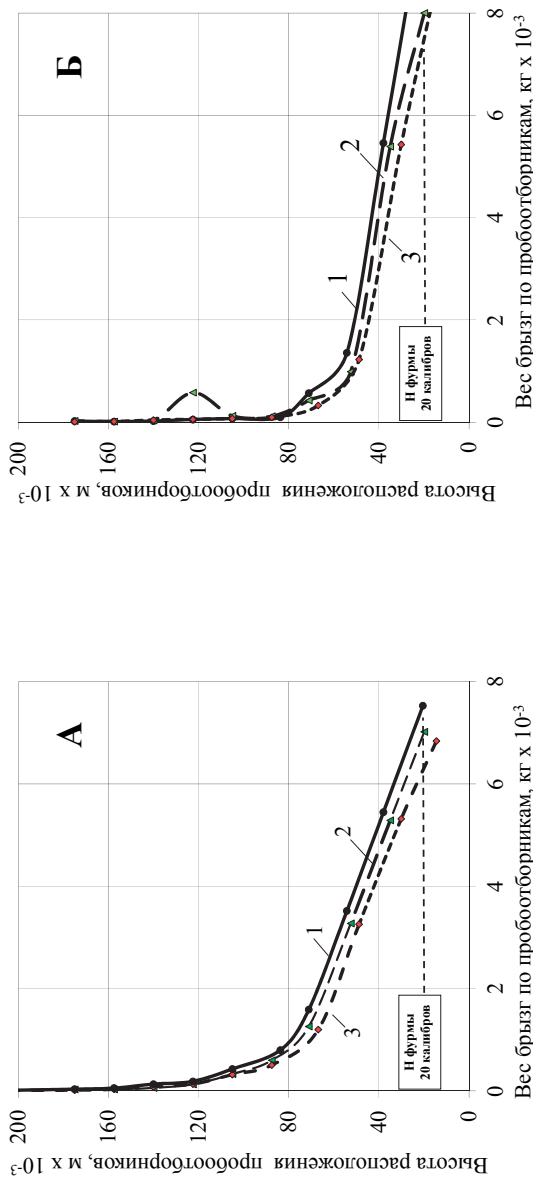 А
Высота расположения пробоотборников, м х 10⁻³
200
160
120
80
40
0
1
2
3
Н фурмы
20 калибров
0 2 4 6 8
Вес брызг по пробоотборникам, кг х 10⁻³
Б
Высота расположения пробоотборников, м х 10⁻³
200
160
120
80
40
0
1
2
3
Н фурмы
20 калибров
0 2 4 6 8
Вес брызг по пробоотборникам, кг х 10⁻³